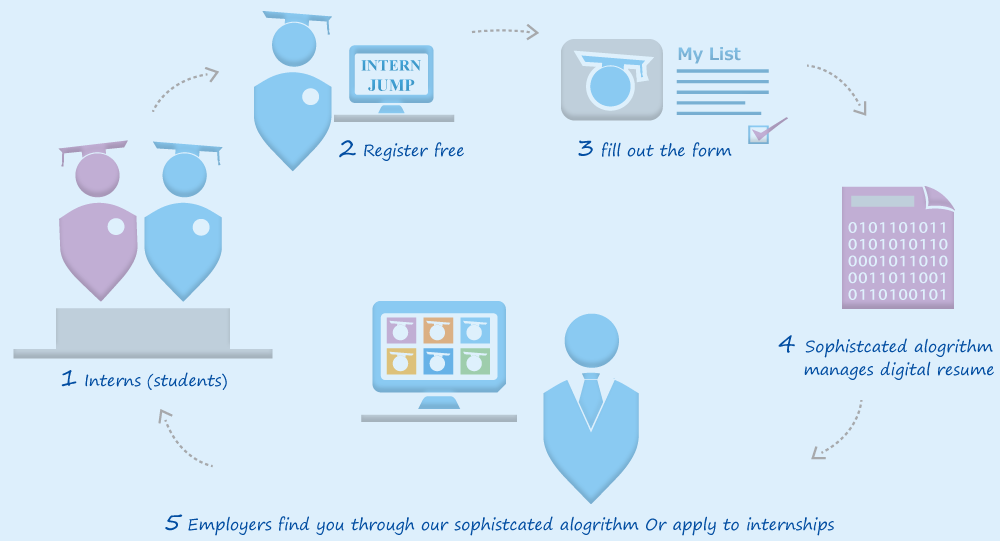 INTERN
JUMP
2 Register free
My List
3 fill out the form
0101101011
0101010110
0001011010
0011011001
0110100101
4 Sophistcated alogrithm
manages digital resume
1 Interns (students)
5 Employers find you through our sophistcated alogrithm Or apply to internships